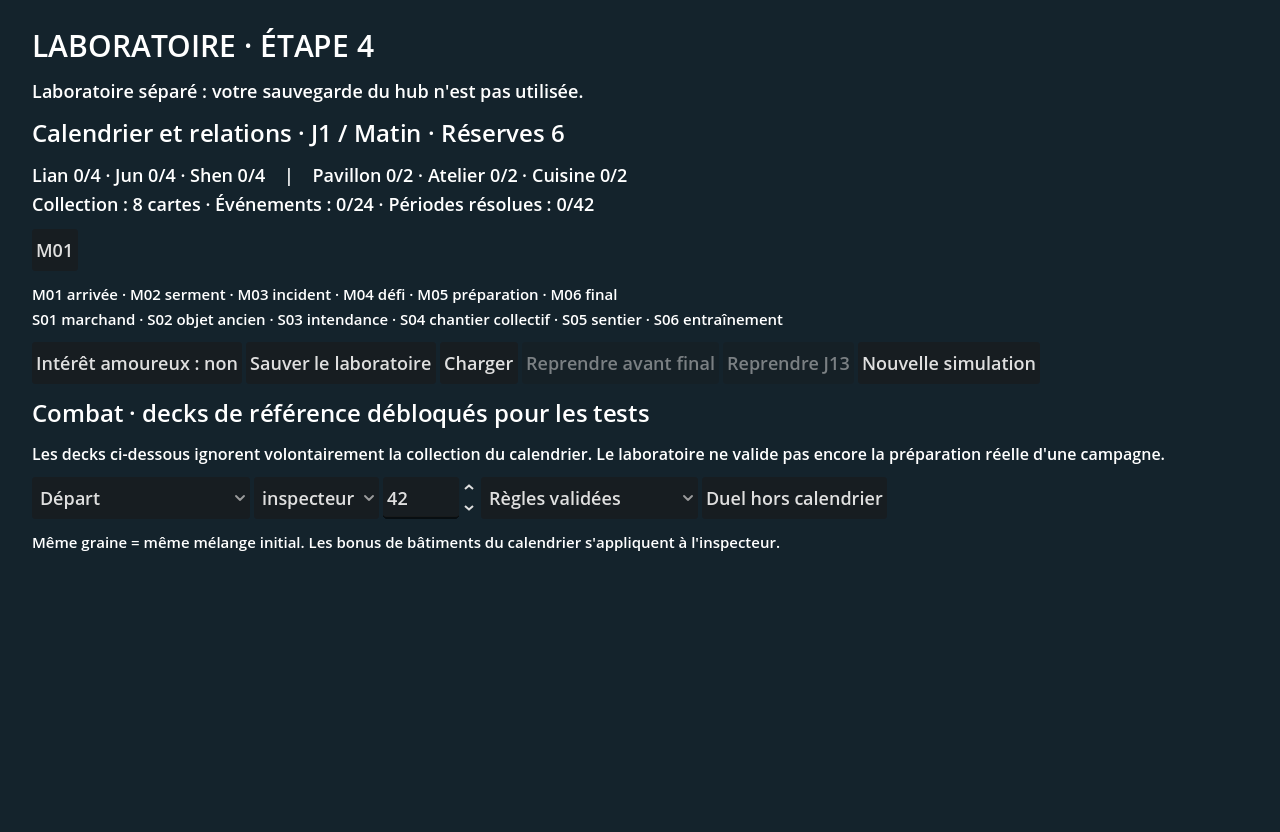 LABORATOIRE · ÉTAPE 4
Laboratoire séparé : votre sauvegarde du hub n'est pas utilisée.
Calendrier et relations · J1 / Matin · Réserves 6
Lian 0/4 · Jun 0/4 · Shen 0/4 | Pavillon 0/2 · Atelier 0/2 · Cuisine 0/2
Collection : 8 cartes · Événements : 0/24 · Périodes résolues : 0/42
M01
M01 arrivée · M02 serment · M03 incident · M04 défi · M05 préparation · M06 final
S01 marchand · S02 objet ancien · S03 intendance · S04 chantier collectif · S05 sentier · S06 entraînement
Intérêt amoureux : non Sauver le laboratoire Charger Reprendre avant final Reprendre J13 Nouvelle simulation
Combat · decks de référence débloqués pour les tests
Les decks ci-dessous ignorent volontairement la collection du calendrier. Le laboratoire ne valide pas encore la préparation réelle d'une campagne.
Départ inspecteur 42 Règles validées Duel hors calendrier
Même graine = même mélange initial. Les bonus de bâtiments du calendrier s'appliquent à l'inspecteur.